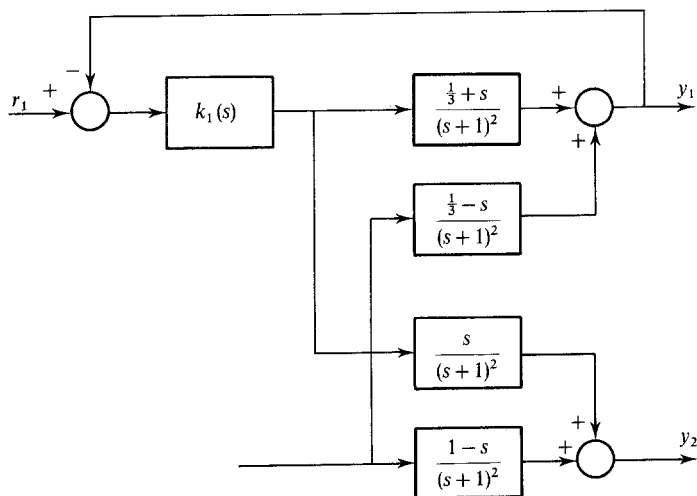 −
+
r₁
k₁(s)
⅓ + s
(s + 1)²
+
+
y₁
⅓ − s
(s + 1)²
s
(s + 1)²
+
1 − s
(s + 1)²
+
y₂